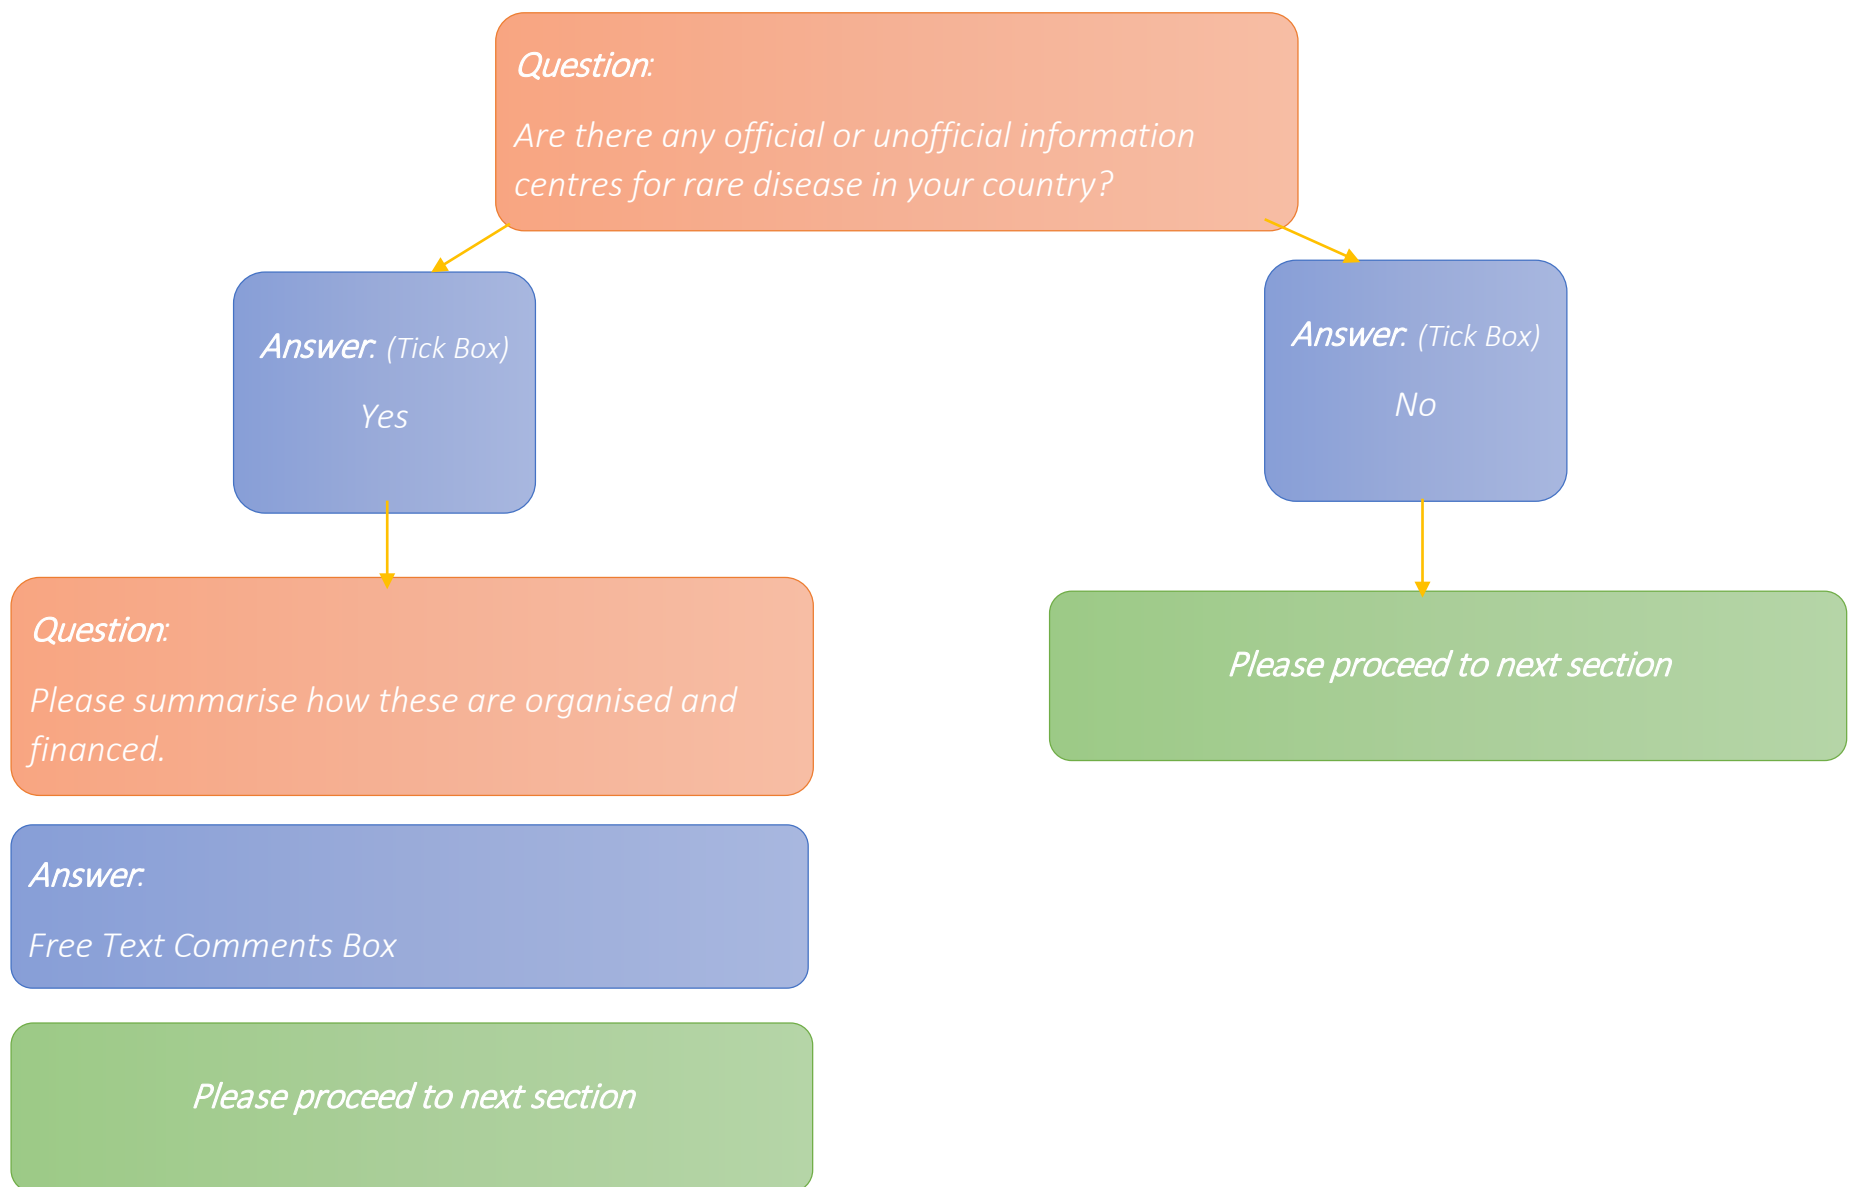 Question:
Are there any official or unofficial information
centres for rare disease in your country?
Answer: (Tick Box)
Yes
Answer: (Tick Box)
No
Question:
Please summarise how these are organised and
financed.
Please proceed to next section
Answer:
Free Text Comments Box
Please proceed to next section